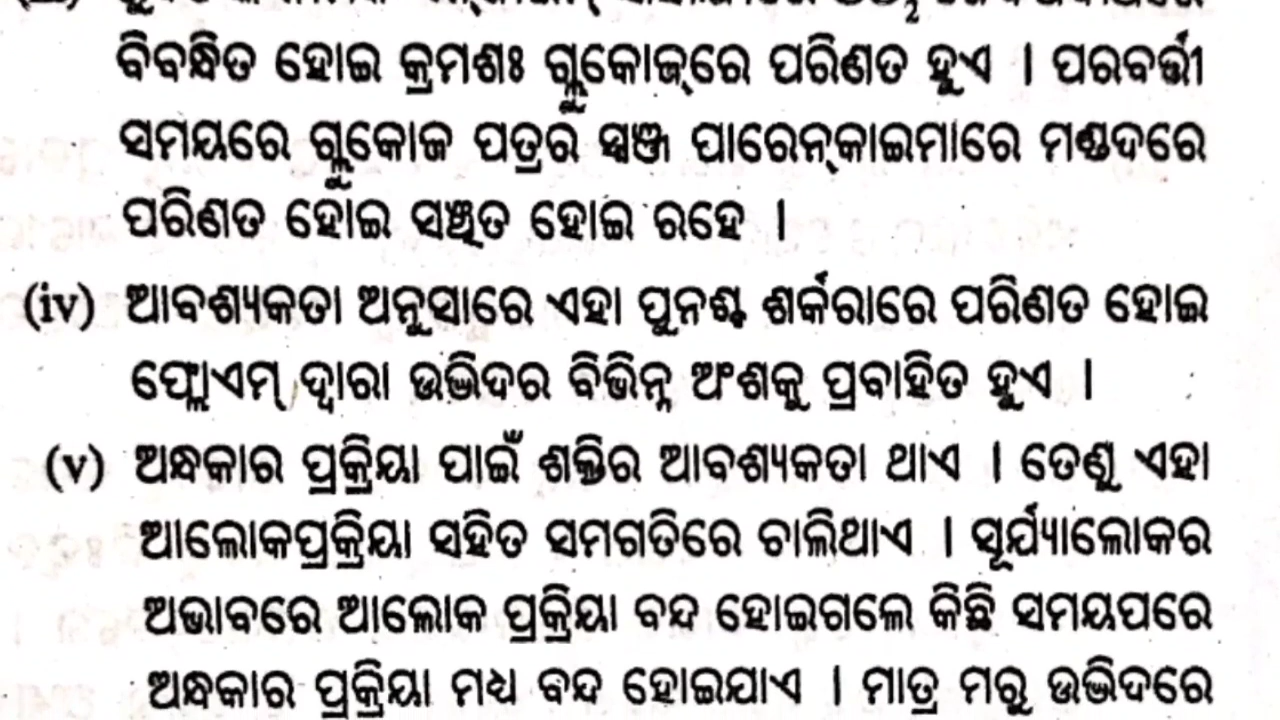 ବିବନ୍ଧିତ ହୋଇ କ୍ରମଶଃ ଗ୍ଲୁକୋଜ୍‌ରେ ପରିଣତ ହୁଏ । ପରବର୍ତ୍ତୀ
ସମୟରେ ଗ୍ଲୁକୋଜ ପତ୍ରର ସ୍ପଞ୍ଜି ପାରେନ୍‌କାଇମାରେ ମଣ୍ଡଦରେ
ପରିଣତ ହୋଇ ସଞ୍ଚିତ ହୋଇ ରହେ ।
(iv) ଆବଶ୍ୟକତା ଅନୁସାରେ ଏହା ପୁନଶ୍ଚ ଶର୍କରାରେ ପରିଣତ ହୋଇ
ଫ୍ଲୋଏମ୍ ଦ୍ୱାରା ଉଦ୍ଭିଦର ବିଭିନ୍ନ ଅଂଶକୁ ପ୍ରବାହିତ ହୁଏ ।
(v) ଅନ୍ଧକାର ପ୍ରକ୍ରିୟା ପାଇଁ ଶକ୍ତିର ଆବଶ୍ୟକତା ଥାଏ । ତେଣୁ ଏହା
ଆଲୋକପ୍ରକ୍ରିୟା ସହିତ ସମଗତିରେ ଚାଲିଥାଏ । ସୂର୍ଯ୍ୟାଲୋକର
ଅଭାବରେ ଆଲୋକ ପ୍ରକ୍ରିୟା ବନ୍ଦ ହୋଇଗଲେ କିଛି ସମୟପରେ
ଅନ୍ଧକାର ପ୍ରକ୍ରିୟା ମଧ୍ୟ ବନ୍ଦ ହୋଇଯାଏ । ମାତ୍ର ମରୁ ଉଦ୍ଭିଦରେ